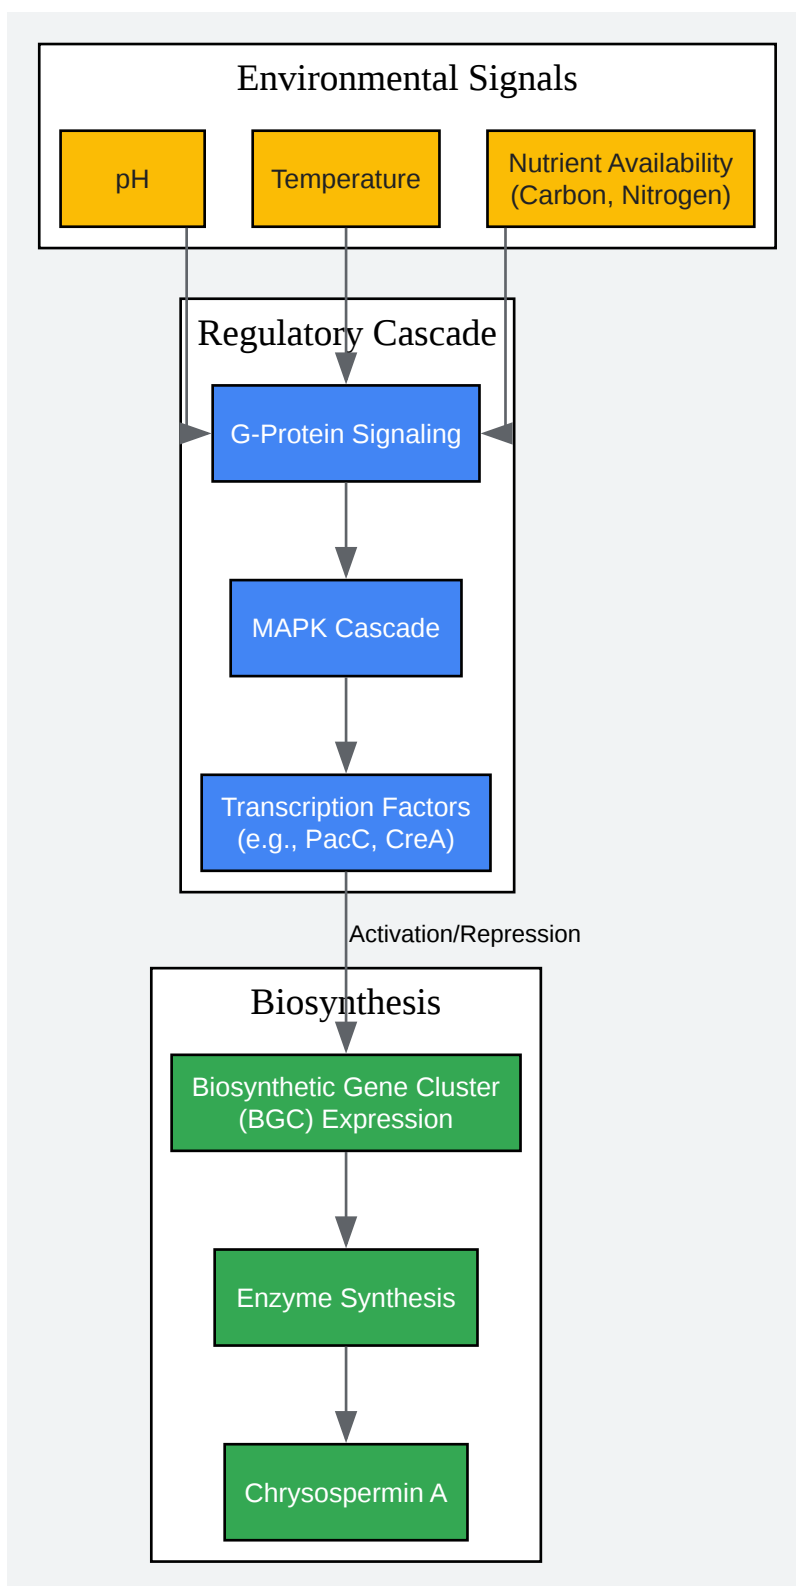 Environmental Signals
pH
Temperature
Nutrient Availability
(Carbon, Nitrogen)
Regulatory Cascade
G-Protein Signaling
MAPK Cascade
Transcription Factors
(e.g., PacC, CreA)
Activation/Repression
Biosynthesis
Biosynthetic Gene Cluster
(BGC) Expression
Enzyme Synthesis
Chrysospermin A